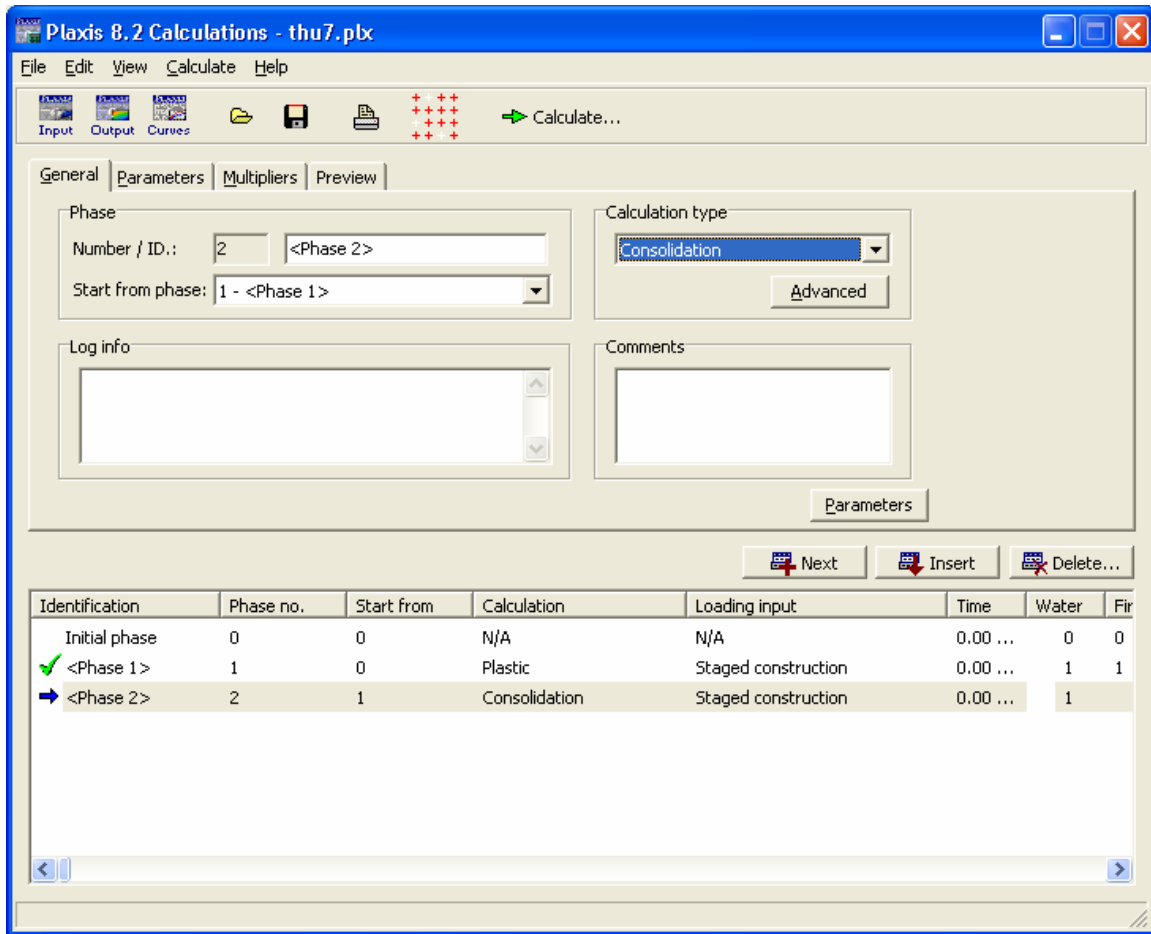 Plaxis 8.2 Calculations - thu7.plx
File Edit View Calculate Help
Input Output Curves Calculate...
General Parameters Multipliers Preview
Phase
Number / ID.: 2 <Phase 2>
Start from phase: 1 - <Phase 1>
Calculation type
Consolidation
Advanced
Log info
Comments
Parameters
Next Insert Delete...
Identification Phase no. Start from Calculation Loading input Time Water Fir
Initial phase 0 0 N/A N/A 0.00 ... 0 0
<Phase 1> 1 0 Plastic Staged construction 0.00 ... 1 1
<Phase 2> 2 1 Consolidation Staged construction 0.00 ... 1